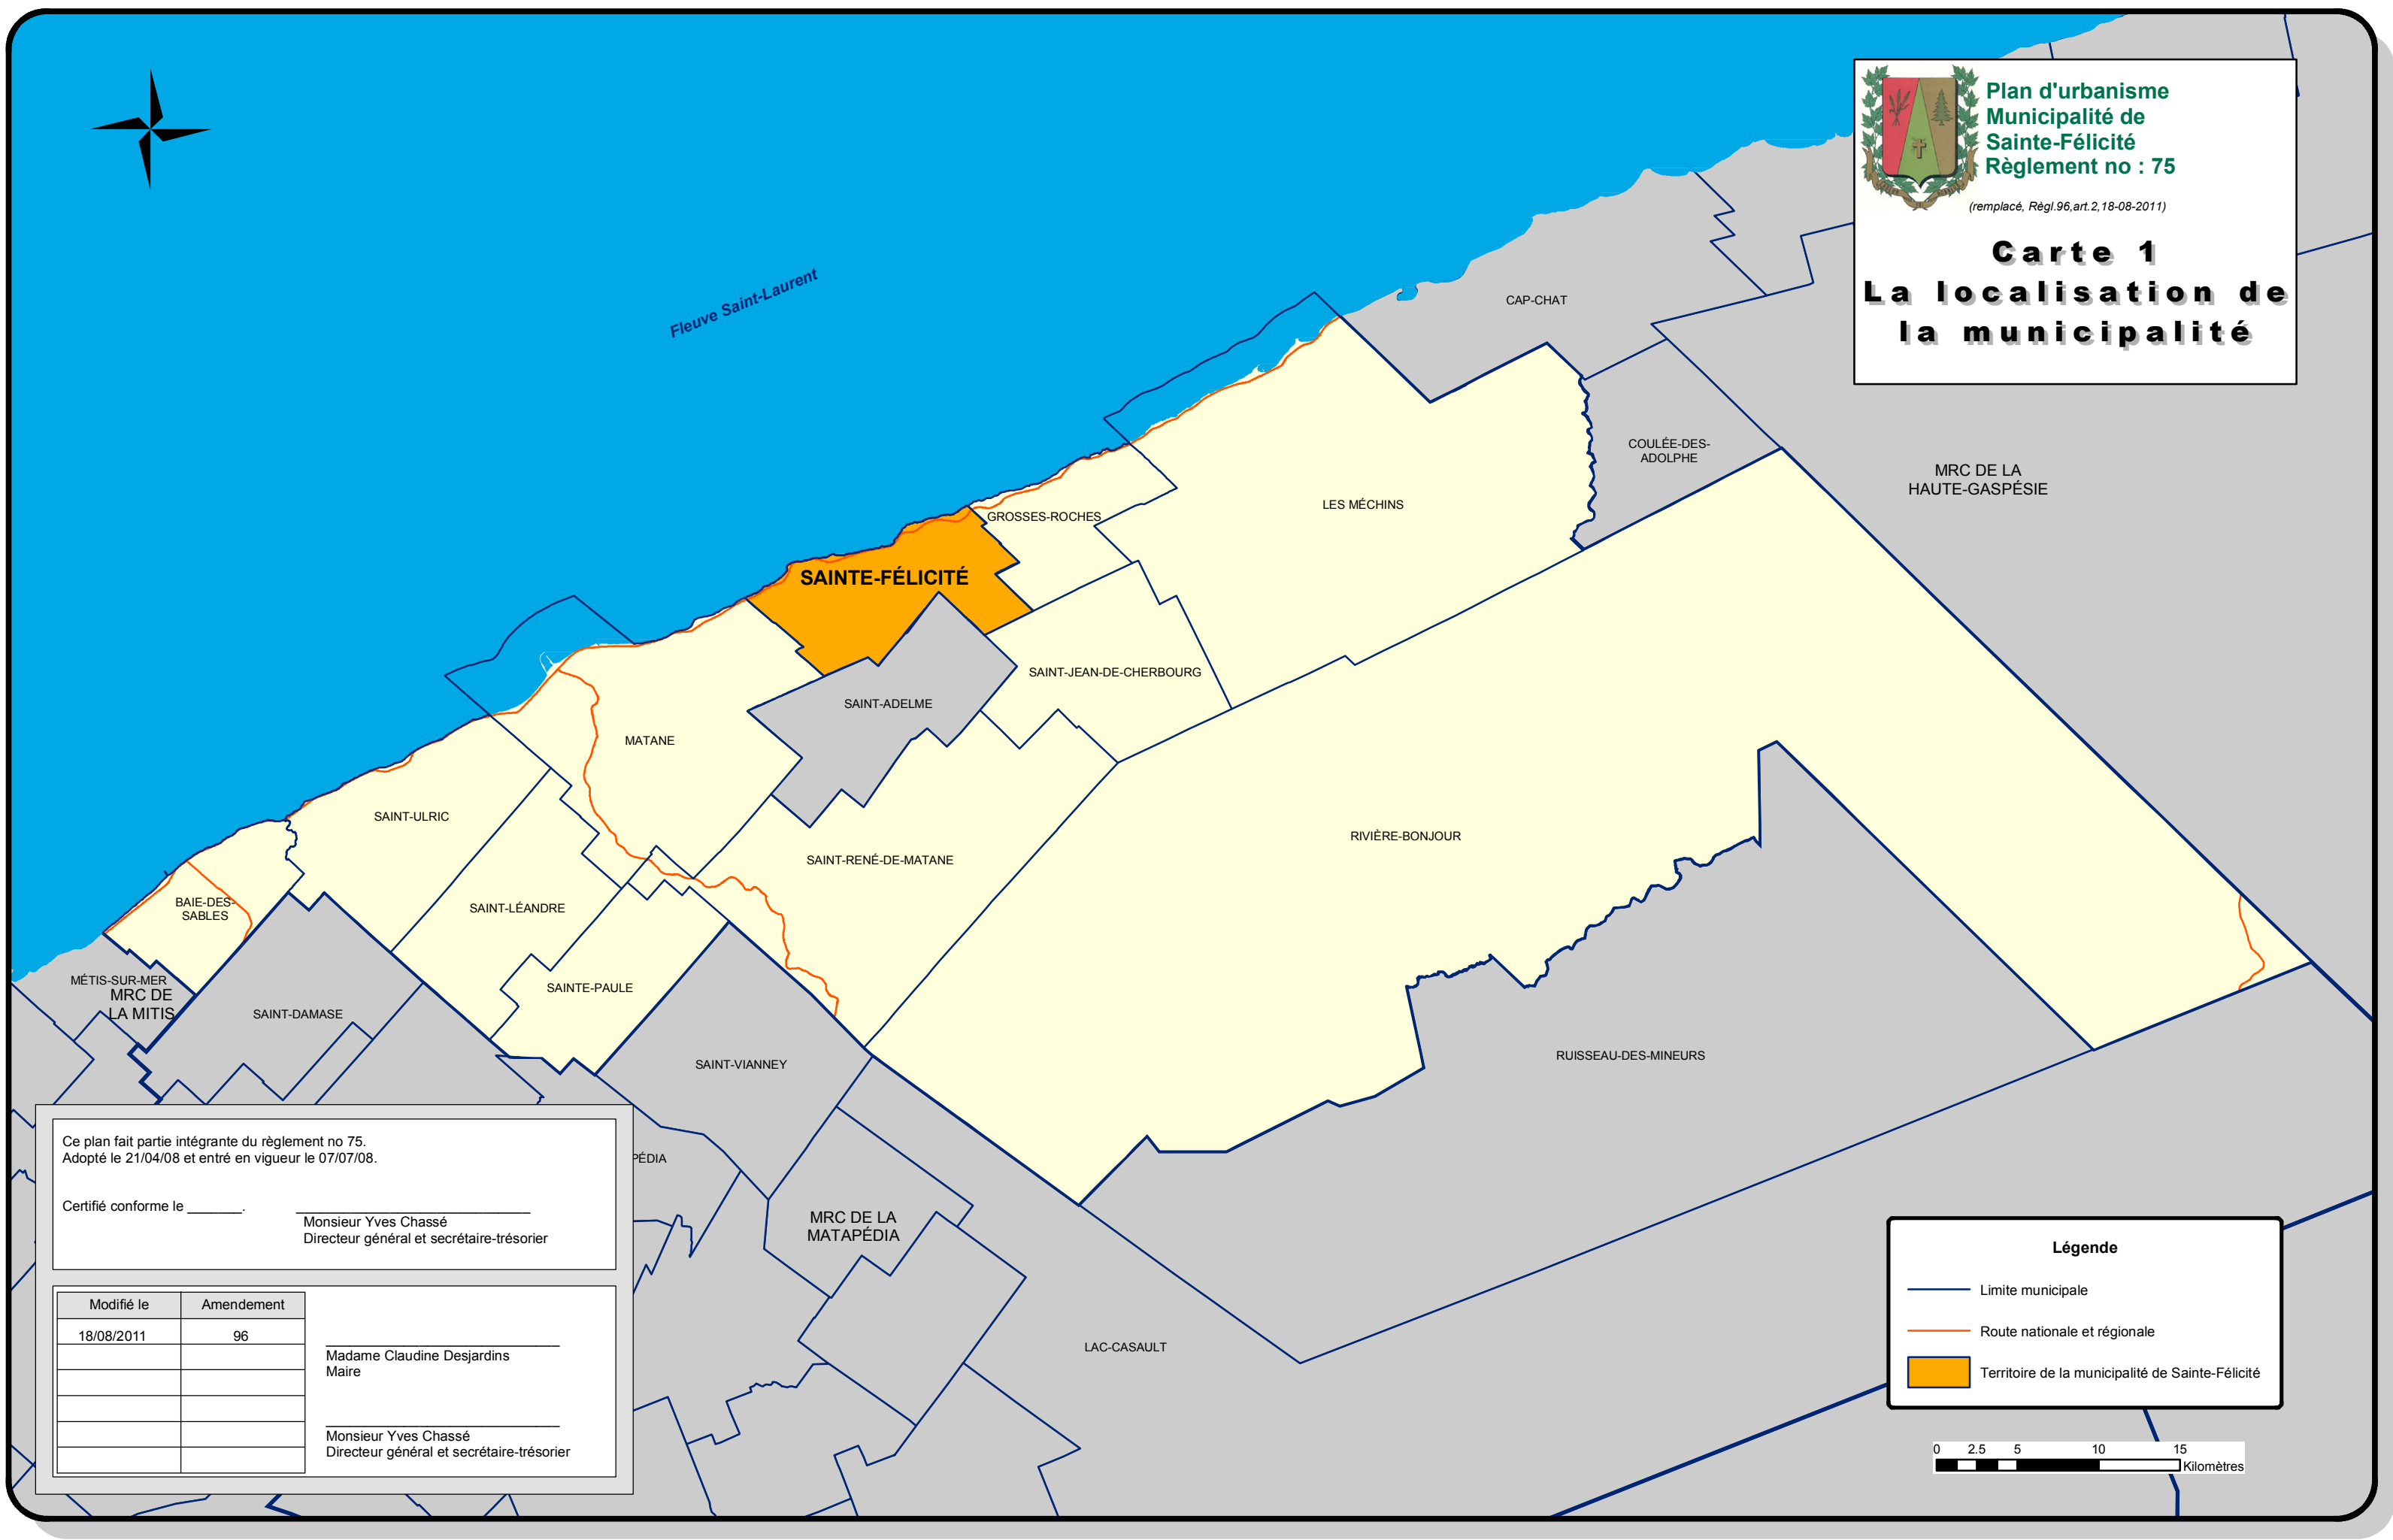 Plan d'urbanisme
Municipalité de
Sainte-Félicité
Règlement no : 75
(remplacé, Règl.96,art.2,18-08-2011)
Carte 1
La localisation de
la municipalité
Fleuve Saint-Laurent
CAP-CHAT
COULÉE-DES-
ADOLPHE
MRC DE LA
HAUTE-GASPÉSIE
LES MÉCHINS
GROSSES-ROCHES
SAINTE-FÉLICITÉ
SAINT-JEAN-DE-CHERBOURG
SAINT-ADELME
MATANE
SAINT-ULRIC
RIVIÈRE-BONJOUR
SAINT-RENÉ-DE-MATANE
BAIE-DES-
SABLES
SAINT-LÉANDRE
SAINTE-PAULE
MÉTIS-SUR-MER
MRC DE
LA MITIS
SAINT-DAMASE
SAINT-VIANNEY
RUISSEAU-DES-MINEURS
PÉDIA
MRC DE LA
MATAPÉDIA
LAC-CASAULT
Ce plan fait partie intégrante du règlement no 75.
Adopté le 21/04/08 et entré en vigueur le 07/07/08.
Certifié conforme le _______.
Monsieur Yves Chassé
Directeur général et secrétaire-trésorier
Modifié le Amendement
18/08/2011 96
Madame Claudine Desjardins
Maire
Monsieur Yves Chassé
Directeur général et secrétaire-trésorier
Légende
Limite municipale
Route nationale et régionale
Territoire de la municipalité de Sainte-Félicité
0 2.5 5 10 15
Kilomètres